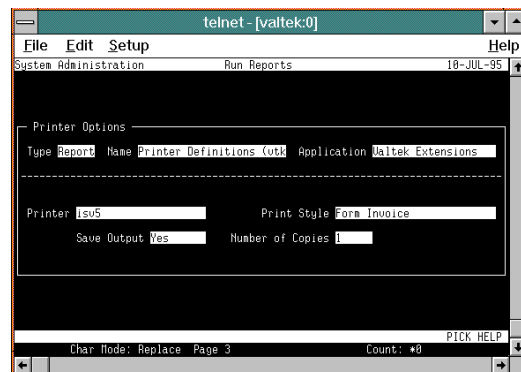 telnet - [valtek:0]
File Edit Setup Help
System Administration Run Reports 10-JUL-95
Printer Options
Type Report Name Printer Definitions (vtk Application Valtek Extensions
Printer isv5 Print Style Form Invoice
Save Output Yes Number of Copies 1
PICK HELP
Char Mode: Replace Page 3 Count: *0